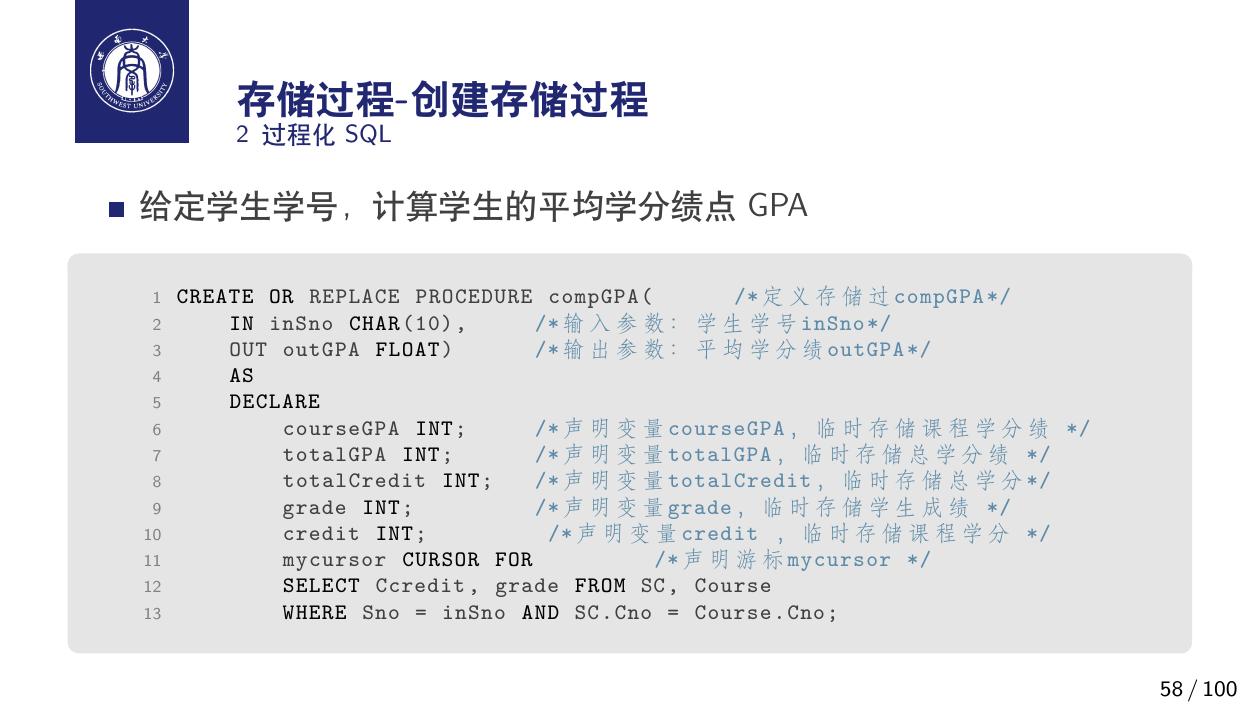 西南大学
SOUTHWEST UNIVERSITY
存储过程-创建存储过程
2 过程化 SQL
给定学生学号，计算学生的平均学分绩点 GPA
1 CREATE OR REPLACE PROCEDURE compGPA( /*定义存储过compGPA*/
2 IN inSno CHAR(10), /*输入参数：学生学号inSno*/
3 OUT outGPA FLOAT) /*输出参数：平均学分绩outGPA*/
4 AS
5 DECLARE
6 courseGPA INT; /*声明变量courseGPA，临时存储课程学分绩 */
7 totalGPA INT; /*声明变量totalGPA，临时存储总学分绩 */
8 totalCredit INT; /*声明变量totalCredit，临时存储总学分*/
9 grade INT; /*声明变量grade，临时存储学生成绩 */
10 credit INT; /*声明变量credit ，临时存储课程学分 */
11 mycursor CURSOR FOR /*声明游标mycursor */
12 SELECT Ccredit, grade FROM SC, Course
13 WHERE Sno = inSno AND SC.Cno = Course.Cno;
58 / 100